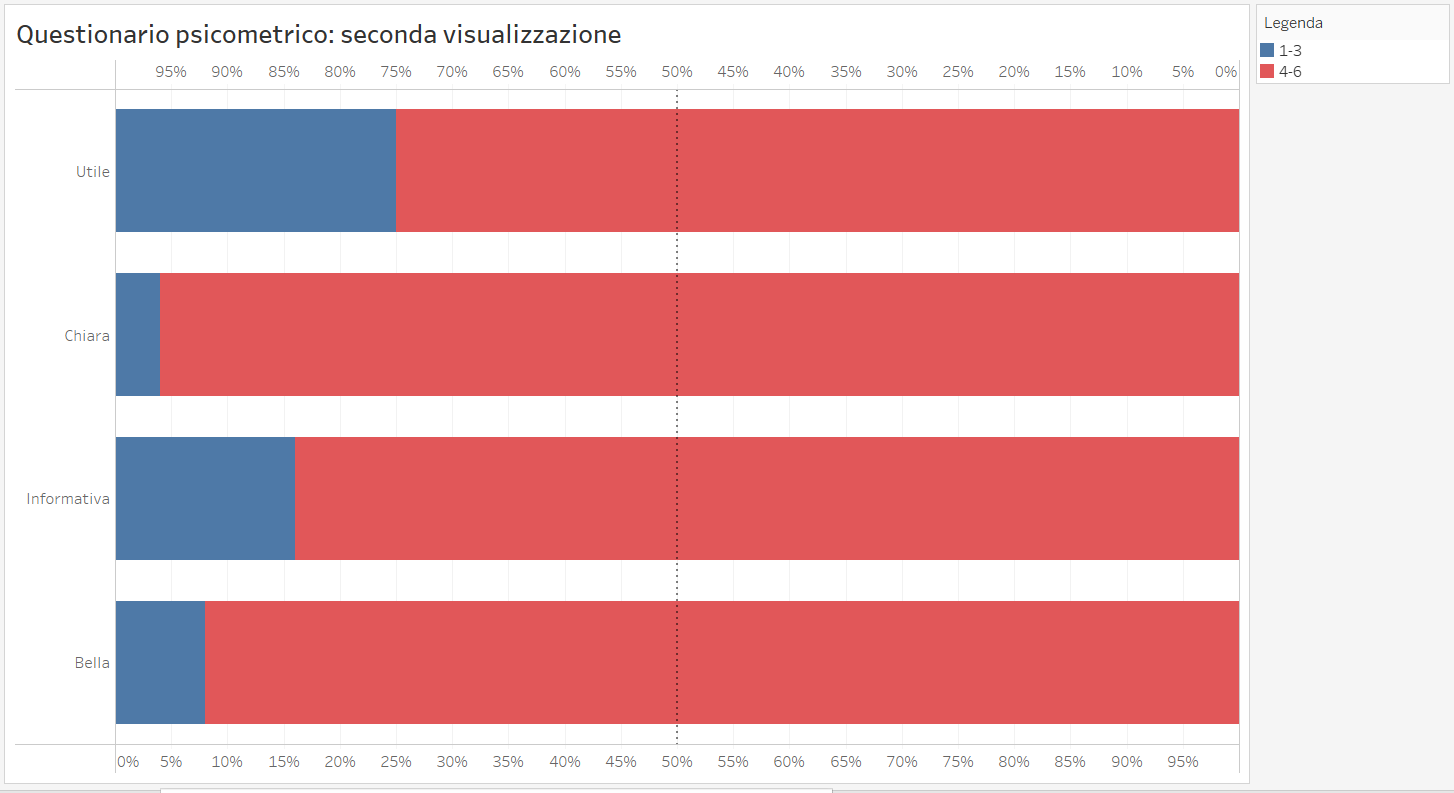 Questionario psicometrico: seconda visualizzazione
Legenda
1-3
4-6
95% 90% 85% 80% 75% 70% 65% 60% 55% 50% 45% 40% 35% 30% 25% 20% 15% 10% 5% 0%
Utile
Chiara
Informativa
Bella
0% 5% 10% 15% 20% 25% 30% 35% 40% 45% 50% 55% 60% 65% 70% 75% 80% 85% 90% 95%